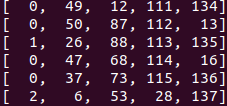 [  0,  49,  12, 111, 134]
[  0,  50,  87, 112,  13]
[  1,  26,  88, 113, 135]
[  0,  47,  68, 114,  16]
[  0,  37,  73, 115, 136]
[  2,   6,  53,  28, 137]